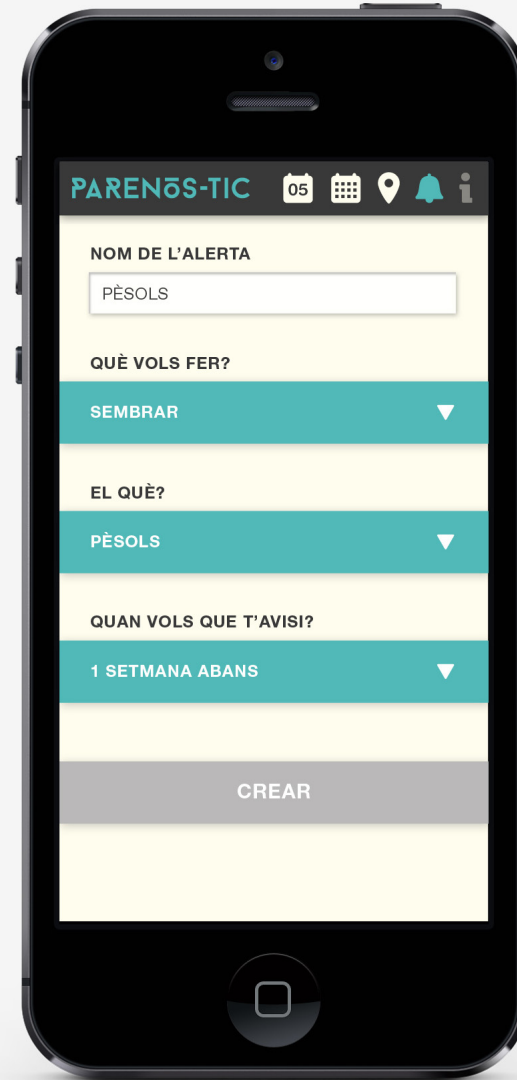 PARENŌS-TIC 05
NOM DE L'ALERTA
PÈSOLS
QUÈ VOLS FER?
SEMBRAR
EL QUÈ?
PÈSOLS
QUAN VOLS QUE T'AVISI?
1 SETMANA ABANS
CREAR